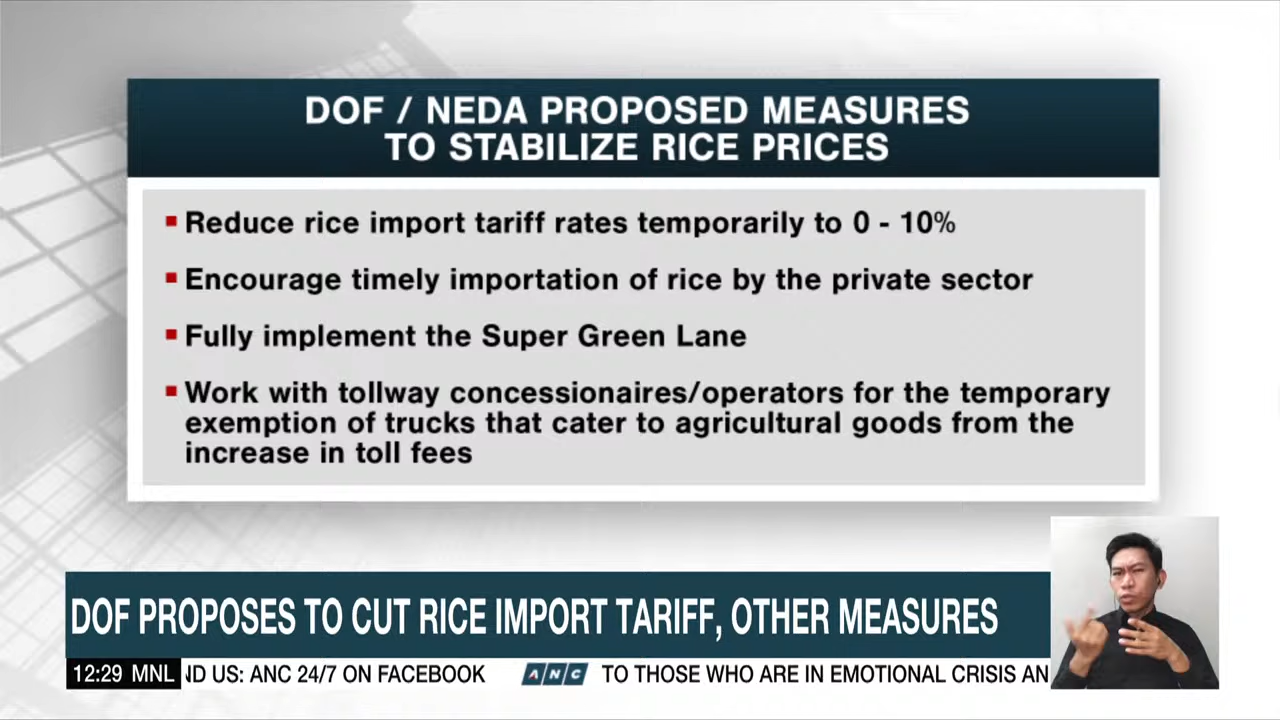 DOF / NEDA PROPOSED MEASURES
TO STABILIZE RICE PRICES
Reduce rice import tariff rates temporarily to 0 - 10%
Encourage timely importation of rice by the private sector
Fully implement the Super Green Lane
Work with tollway concessionaires/operators for the temporary
exemption of trucks that cater to agricultural goods from the
increase in toll fees
DOF PROPOSES TO CUT RICE IMPORT TARIFF, OTHER MEASURES
12:29 MNL ND US: ANC 24/7 ON FACEBOOK ANC TO THOSE WHO ARE IN EMOTIONAL CRISIS AN